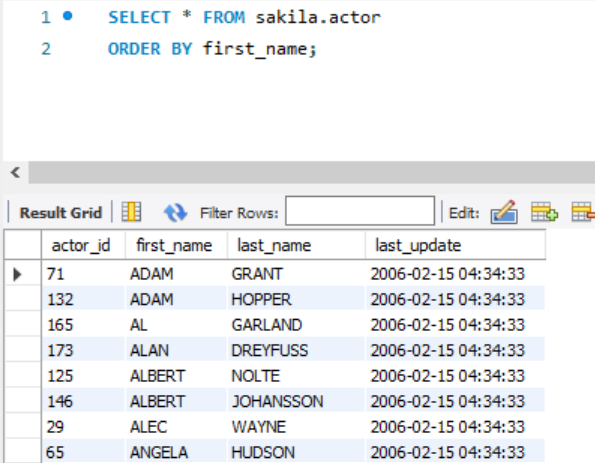 1 SELECT * FROM sakila.actor
2 ORDER BY first_name;
Result Grid Filter Rows: Edit:
actor_id first_name last_name last_update
71 ADAM GRANT 2006-02-15 04:34:33
132 ADAM HOPPER 2006-02-15 04:34:33
165 AL GARLAND 2006-02-15 04:34:33
173 ALAN DREYFUSS 2006-02-15 04:34:33
125 ALBERT NOLTE 2006-02-15 04:34:33
146 ALBERT JOHANSSON 2006-02-15 04:34:33
29 ALEC WAYNE 2006-02-15 04:34:33
65 ANGELA HUDSON 2006-02-15 04:34:33